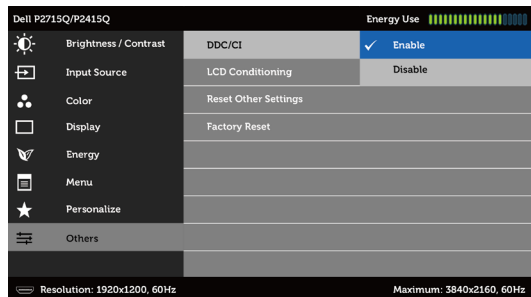 Dell P2715Q/P2415Q
Energy Use
Brightness / Contrast
DDC/CI
Enable
Input Source
LCD Conditioning
Disable
Color
Reset Other Settings
Display
Factory Reset
Energy
Menu
Personalize
Others
Resolution: 1920x1200, 60Hz
Maximum: 3840x2160, 60Hz